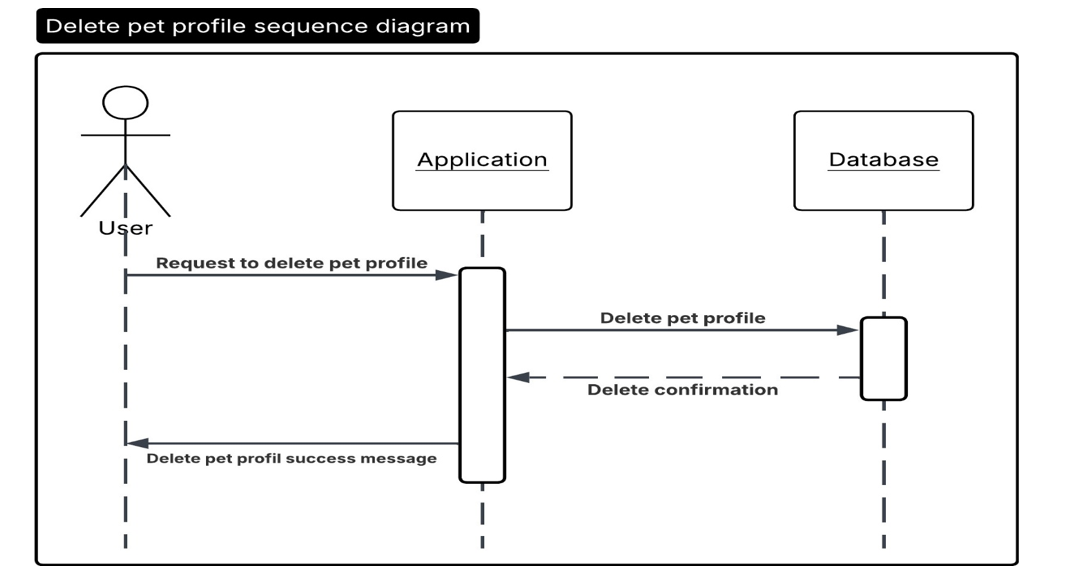 Delete pet profile sequence diagram
Application
Database
User
Request to delete pet profile
Delete pet profile
Delete confirmation
Delete pet profil success message